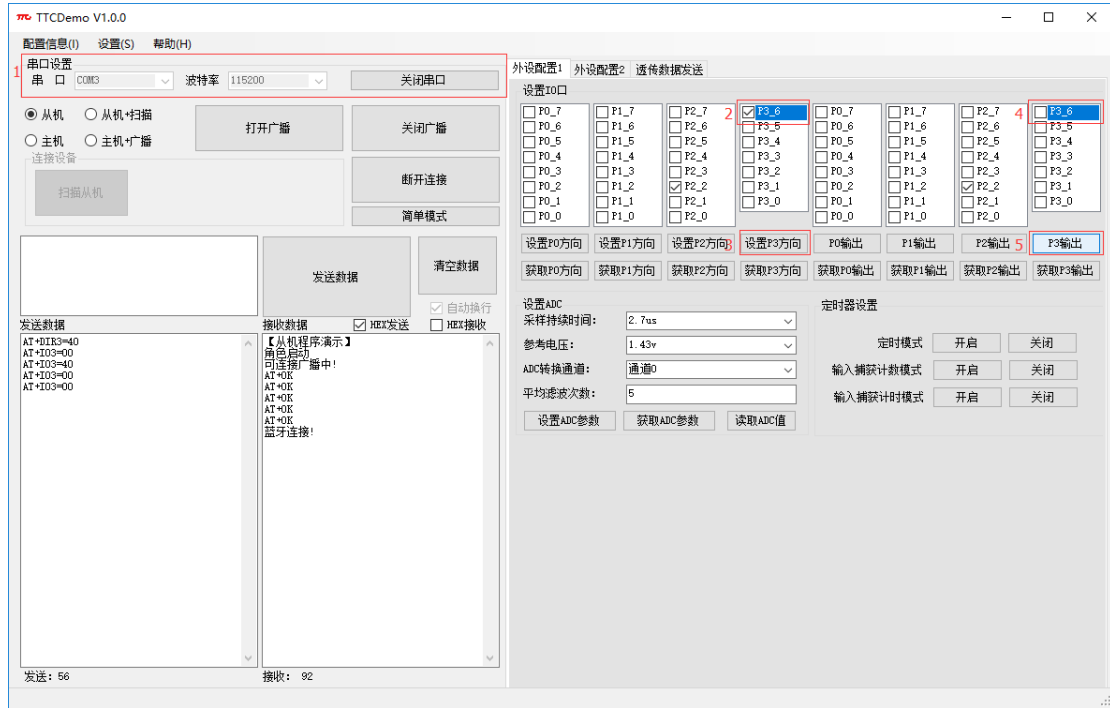 TTC TTCDemo V1.0.0
配置信息(I) 设置(S) 帮助(H)
1
串口设置
串 口 COM3 波特率 115200 关闭串口
从机 从机+扫描
主机 主机+广播
打开广播 关闭广播
连接设备
扫描从机
断开连接
简单模式
发送数据
清空数据
自动换行
发送数据 接收数据 HEX发送 HEX接收
AT+DIR3=40
AT+IO3=00
AT+IO3=40
AT+IO3=00
AT+IO3=00
【从机程序演示】
角色启动
可连接广播中!
AT+OK
AT+OK
AT+OK
AT+OK
AT+OK
蓝牙连接!
发送: 56 接收: 92
外设配置1 外设配置2 透传数据发送
设置IO口
P0_7 P1_7 P2_7 2 P3_6 P0_7 P1_7 P2_7 4 P3_6
P0_6 P1_6 P2_6 P3_5 P0_6 P1_6 P2_6 P3_5
P0_5 P1_5 P2_5 P3_4 P0_5 P1_5 P2_5 P3_4
P0_4 P1_4 P2_4 P3_3 P0_4 P1_4 P2_4 P3_3
P0_3 P1_3 P2_3 P3_2 P0_3 P1_3 P2_3 P3_2
P0_2 P1_2 P2_2 P3_1 P0_2 P1_2 P2_2 P3_1
P0_1 P1_1 P2_1 P3_0 P0_1 P1_1 P2_1 P3_0
P0_0 P1_0 P2_0 P0_0 P1_0 P2_0
设置P0方向 设置P1方向 设置P2方向 3 设置P3方向 P0输出 P1输出 P2输出 5 P3输出
获取P0方向 获取P1方向 获取P2方向 获取P3方向 获取P0输出 获取P1输出 获取P2输出 获取P3输出
设置ADC
采样持续时间: 2.7us
参考电压: 1.43v
ADC转换通道: 通道0
平均滤波次数: 5
设置ADC参数 获取ADC参数 读取ADC值
定时器设置
定时模式 开启 关闭
输入捕获计数模式 开启 关闭
输入捕获计时模式 开启 关闭